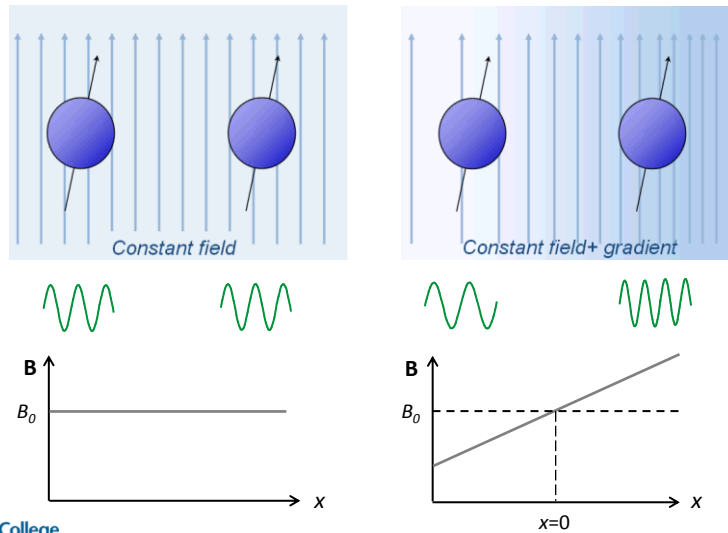 Constant field
Constant field+ gradient
B
B0
x
B
B0
x
x=0
College